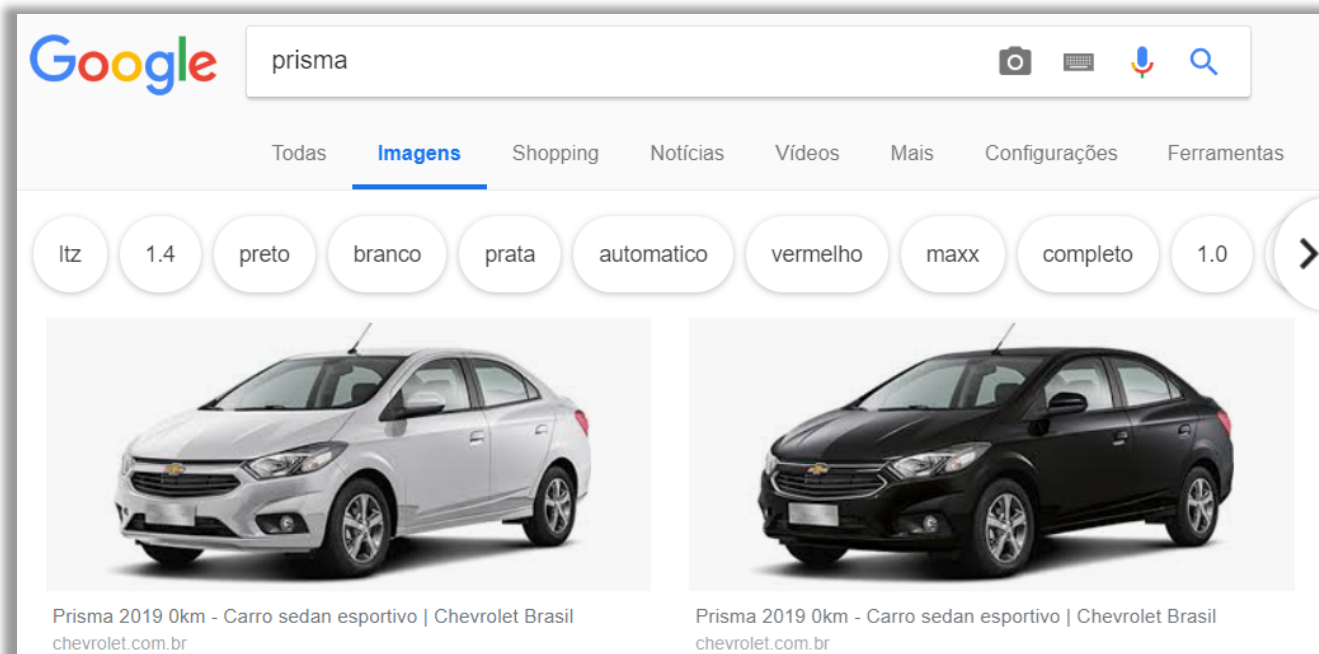 Google prisma
Todas Imagens Shopping Notícias Vídeos Mais Configurações Ferramentas
ltz 1.4 preto branco prata automatico vermelho maxx completo 1.0
Prisma 2019 0km - Carro sedan esportivo | Chevrolet Brasil
chevrolet.com.br
Prisma 2019 0km - Carro sedan esportivo | Chevrolet Brasil
chevrolet.com.br